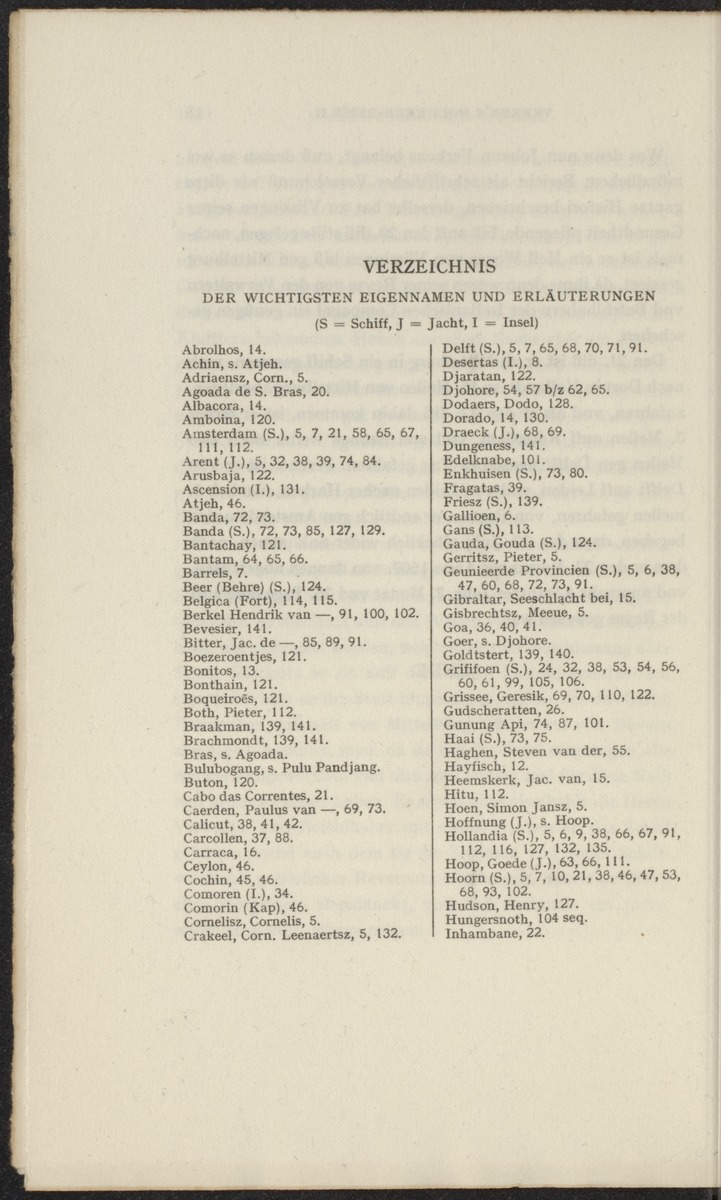 VERZEICHNIS
DER WICHTIGSTEN EIGENNAMEN UND ERLÄUTERUNGEN
(S = Schiff, J = Jacht, I = Insel)
Abrolhos, 14.
Achin, s. Atjeh.
Adriaensz, Corn., 5.
Agoada de S. Bras, 20.
Albacora, 14.
Amboina, 120.
Amsterdam (S.), 5, 7, 21, 58, 65, 67,
111, 112.
Arent (J.), 5, 32, 38, 39, 74, 84.
Arusbaja, 122.
Ascension (I.), 131.
Atjeh, 46.
Banda, 72, 73.
Banda (S.), 72, 73, 85, 127, 129.
Bantachay, 121.
Bantam, 64, 65, 66.
Barrels, 7.
Beer (Behre) (S.), 124.
Belgica (Fort), 114, 115.
Berkel Hendrik van —, 91, 100, 102.
Bevesier, 141.
Bitter, Jac. de —, 85, 89, 91.
Boezeroentjes, 121.
Bonitos, 13.
Bonthain, 121.
Boqueiroës, 121.
Both, Pieter, 112.
Braakman, 139, 141.
Brachmondt, 139, 141.
Bras, s. Agoada.
Bulubogang, s. Pulu Pandjang.
Buton, 120.
Cabo das Correntes, 21.
Caerden, Paulus van —, 69, 73.
Calicut, 38, 41, 42.
Carcollen, 37, 88.
Carraca, 16.
Ceylon, 46.
Cochin, 45, 46.
Comoren (I.), 34.
Comorin (Kap), 46.
Cornelisz, Cornelis, 5.
Crakeel, Corn. Leenaertsz, 5, 132.
Delft (S.), 5, 7, 65, 68, 70, 71, 91.
Desertas (I.), 8.
Djaratan, 122.
Djohore, 54, 57 b/z 62, 65.
Dodaers, Dodo, 128.
Dorado, 14, 130.
Draeck (J.), 68, 69.
Dungeness, 141.
Edelknabe, 101.
Enkhuisen (S.), 73, 80.
Fragatas, 39.
Friesz (S.), 139.
Gallioen, 6.
Gans (S.), 113.
Gauda, Gouda (S.), 124.
Gerritsz, Pieter, 5.
Geunieerde Provincien (S.), 5, 6, 38,
47, 60, 68, 72, 73, 91.
Gibraltar, Seeschlacht bei, 15.
Gisbrechtsz, Meeue, 5.
Goa, 36, 40, 41.
Goer, s. Djohore.
Goldtstert, 139, 140.
Grififoen (S.), 24, 32, 38, 53, 54, 56,
60, 61, 99, 105, 106.
Grissee, Geresik, 69, 70, 110, 122.
Gudscheratten, 26.
Gunung Api, 74, 87, 101.
Haai (S.), 73, 75.
Haghen, Steven van der, 55.
Hayfisch, 12.
Heemskerk, Jac. van, 15.
Hitu, 112.
Hoen, Simon Jansz, 5.
Hoffnung (J.), s. Hoop.
Hollandia (S.), 5, 6, 9, 38, 66, 67, 91,
112, 116, 127, 132, 135.
Hoop, Goede (J.), 63, 66, 111.
Hoorn (S.), 5, 7, 10, 21, 38, 46, 47, 53,
68, 93, 102.
Hudson, Henry, 127.
Hungersnoth, 104 seq.
Inhambane, 22.